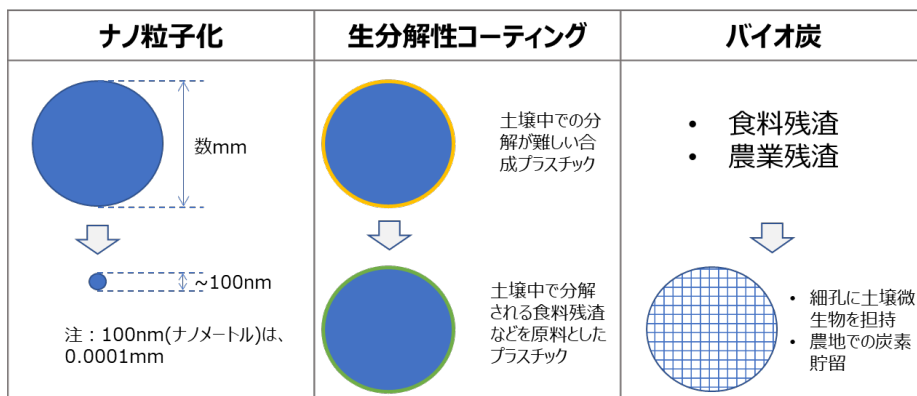 ナノ粒子化
数mm
~100nm
注：100nm(ナノメートル)は、
0.0001mm
生分解性コーティング
土壌中での分
解が難しい合
成プラスチック
土壌中で分解
される食料残渣
などを原料とした
プラスチック
バイオ炭
• 食料残渣
• 農業残渣
• 細孔に土壌微
生物を担持
• 農地での炭素
貯留